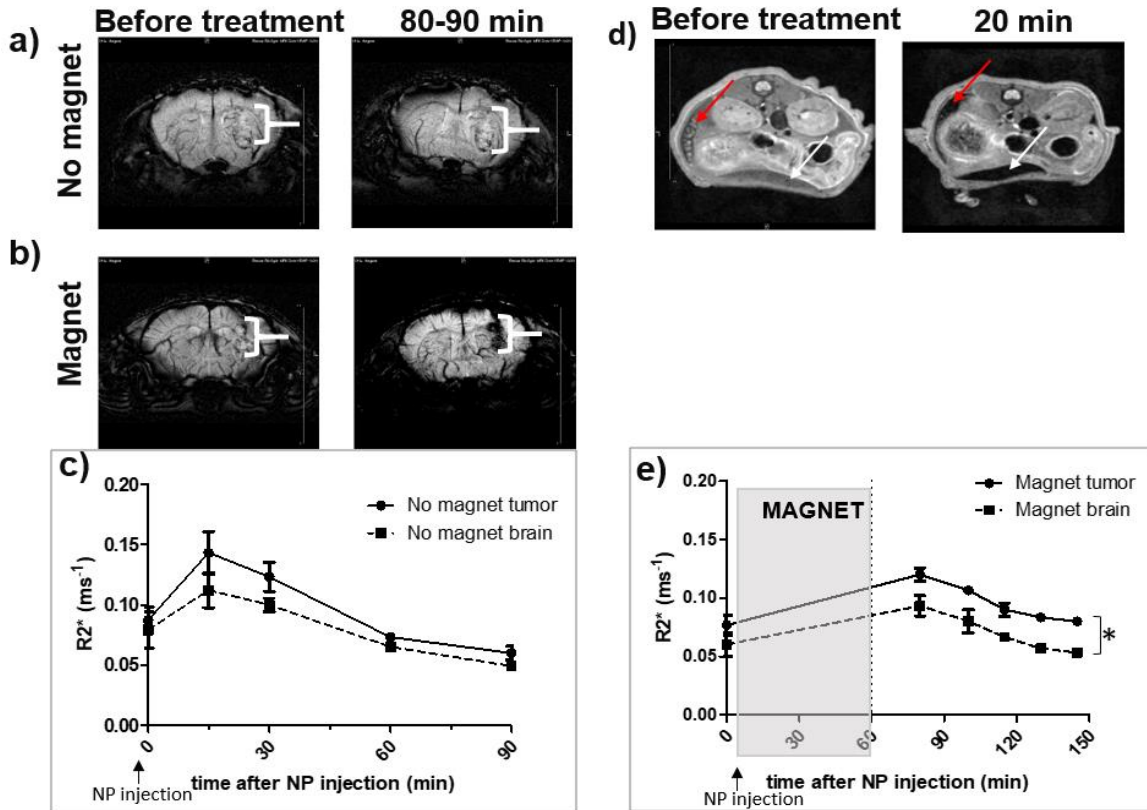 a)
Before treatment 80-90 min
No magnet
b)
Magnet
c)
0.20
0.15
0.10
0.05
0.00
R2* (ms⁻¹)
No magnet tumor
No magnet brain
0 30 60 90
time after NP injection (min)
NP injection
d)
Before treatment 20 min
e)
0.20
0.15
0.10
0.05
0.00
R2* (ms⁻¹)
MAGNET
Magnet tumor
Magnet brain
*
0 30 60 90 120 150
time after NP injection (min)
NP injection